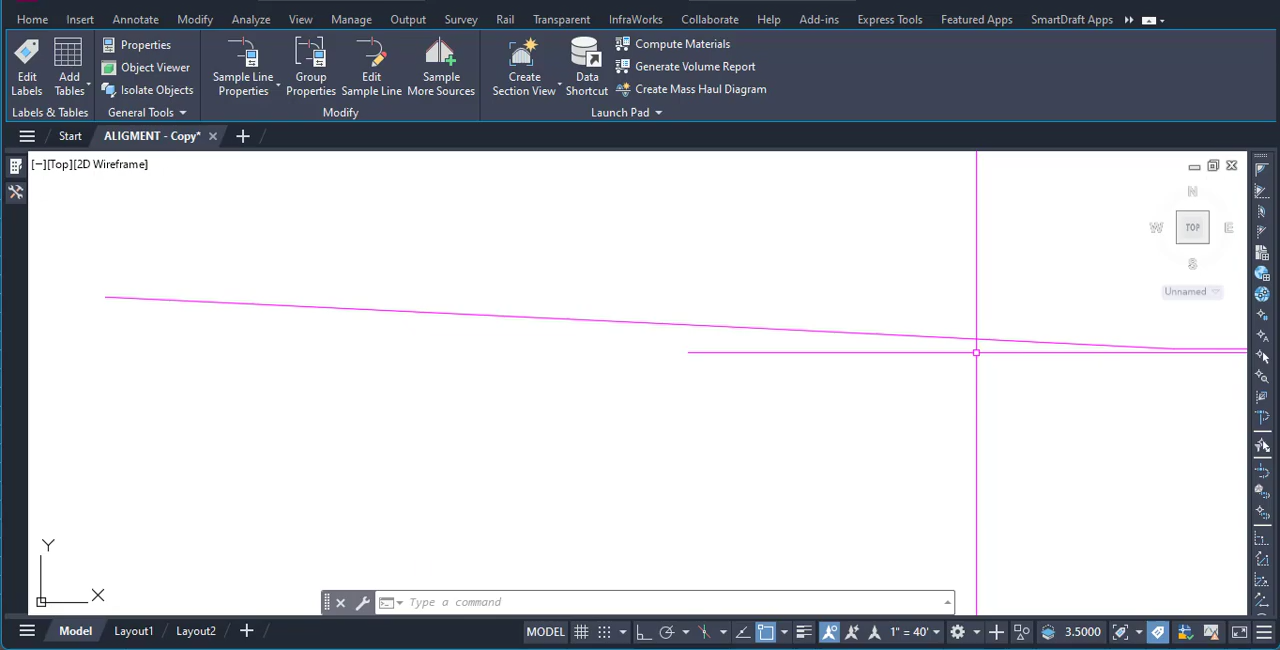 Home Insert Annotate Modify Analyze View Manage Output Survey Rail Transparent InfraWorks Collaborate Help Add-ins Express Tools Featured Apps SmartDraft Apps
Edit Labels
Add Tables
Labels & Tables
Properties
Object Viewer
Isolate Objects
General Tools
Sample Line Properties
Group Properties
Edit Sample Line
Sample More Sources
Modify
Create Section View
Data Shortcut
Compute Materials
Generate Volume Report
Create Mass Haul Diagram
Launch Pad
Start ALIGMENT - Copy*
[−][Top][2D Wireframe]
N
W TOP E
S
Unnamed
Y
X
Type a command
Model Layout1 Layout2 MODEL 1" = 40' 3.5000